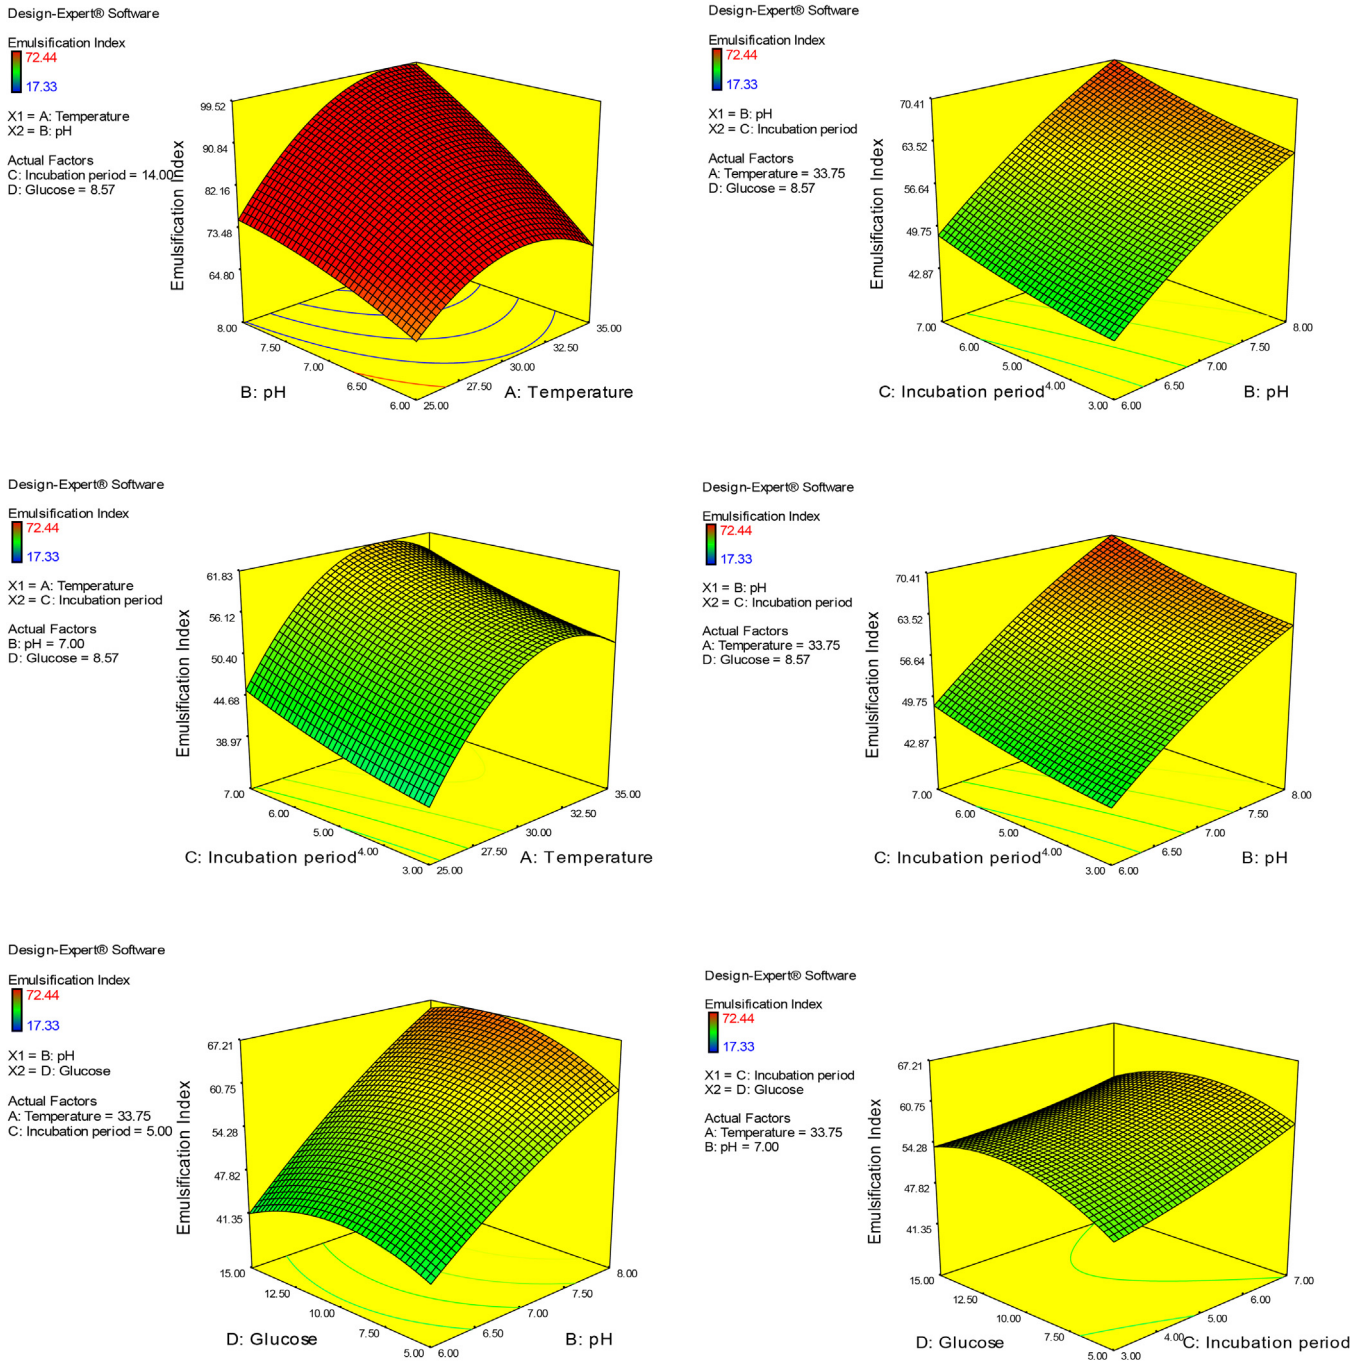 Design-Expert® Software
Emulsification Index
72.44
17.33
X1 = A: Temperature
X2 = B: pH
Actual Factors
C: Incubation period = 14.00
D: Glucose = 8.57
99.52
90.84
82.16
73.48
64.80
Emulsification Index
8.00
7.50
7.00
6.50
6.00
25.00
27.50
30.00
32.50
35.00
B: pH
A: Temperature
Design-Expert® Software
Emulsification Index
72.44
17.33
X1 = B: pH
X2 = C: Incubation period
Actual Factors
A: Temperature = 33.75
D: Glucose = 8.57
70.41
63.52
56.64
49.75
42.87
Emulsification Index
7.00
6.00
5.00
4.00
3.00
6.00
6.50
7.00
7.50
8.00
C: Incubation period
B: pH
Design-Expert® Software
Emulsification Index
72.44
17.33
X1 = A: Temperature
X2 = C: Incubation period
Actual Factors
B: pH = 7.00
D: Glucose = 8.57
61.83
56.12
50.40
44.68
38.97
Emulsification Index
7.00
6.00
5.00
4.00
3.00
25.00
27.50
30.00
32.50
35.00
C: Incubation period
A: Temperature
Design-Expert® Software
Emulsification Index
72.44
17.33
X1 = B: pH
X2 = C: Incubation period
Actual Factors
A: Temperature = 33.75
D: Glucose = 8.57
70.41
63.52
56.64
49.75
42.87
Emulsification Index
7.00
6.00
5.00
4.00
3.00
6.00
6.50
7.00
7.50
8.00
C: Incubation period
B: pH
Design-Expert® Software
Emulsification Index
72.44
17.33
X1 = B: pH
X2 = D: Glucose
Actual Factors
A: Temperature = 33.75
C: Incubation period = 5.00
67.21
60.75
54.28
47.82
41.35
Emulsification Index
15.00
12.50
10.00
7.50
5.00
6.00
6.50
7.00
7.50
8.00
D: Glucose
B: pH
Design-Expert® Software
Emulsification Index
72.44
17.33
X1 = C: Incubation period
X2 = D: Glucose
Actual Factors
A: Temperature = 33.75
B: pH = 7.00
67.21
60.75
54.28
47.82
41.35
Emulsification Index
15.00
12.50
10.00
7.50
5.00
3.00
4.00
5.00
6.00
7.00
D: Glucose
C: Incubation period